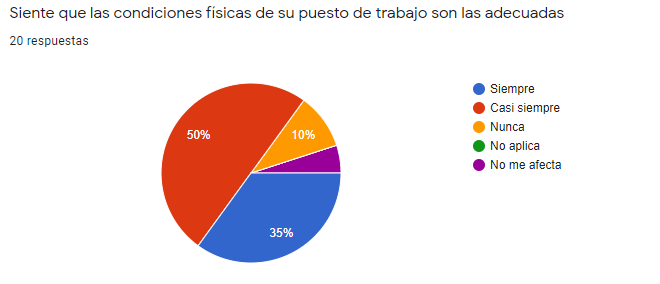 Siente que las condiciones físicas de su puesto de trabajo son las adecuadas
20 respuestas
50%
10%
35%
Siempre
Casi siempre
Nunca
No aplica
No me afecta